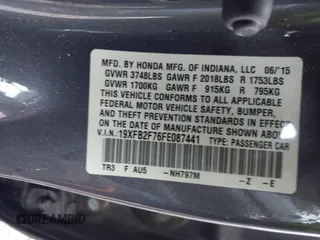 MFD. BY HONDA MFG. OF INDIANA, LLC 06/'15
GVWR 3748LBS GAWR F 2018LBS R 1753LBS
GVWR 1700KG GAWR F 915KG R 795KG
THIS VEHICLE CONFORMS TO ALL APPLICABLE
FEDERAL MOTOR VEHICLE SAFETY, BUMPER,
AND THEFT PREVENTION STANDARDS IN EFFECT
ON THE DATE OF MANUFACTURE SHOWN ABOVE.
V.I.N.: 19XFB2F76FE087441 TYPE: PASSENGER CAR
TR3 F AU5 -NH797M -2 -E
© IDREAMBID